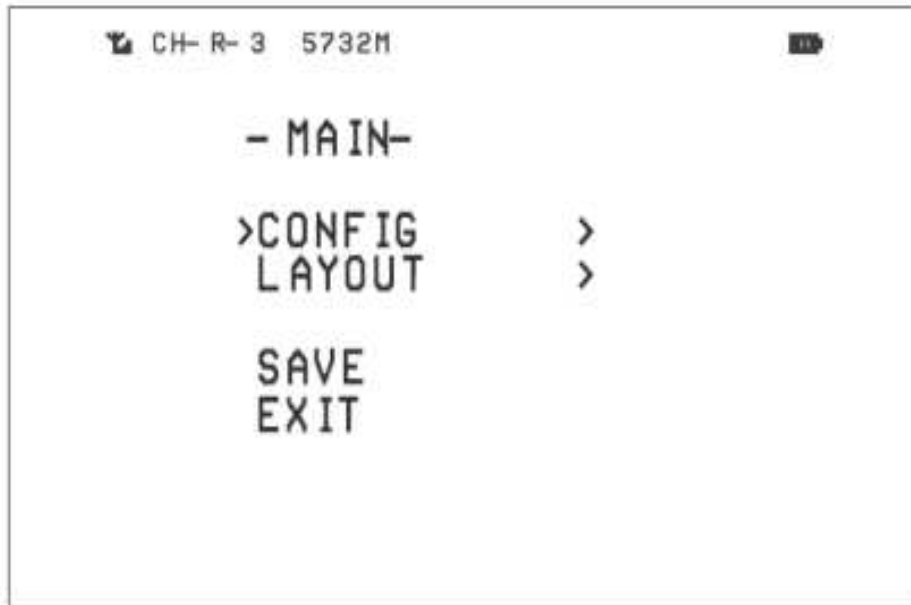 CH-R-3 5732M
-MAIN-
>CONFIG >
LAYOUT >
SAVE
EXIT